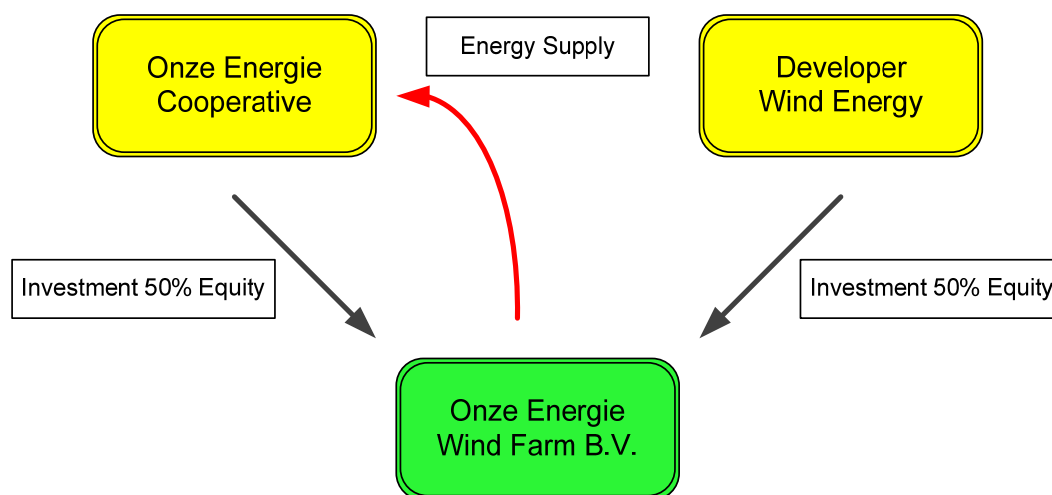 Onze Energie
Cooperative
Energy Supply
Developer
Wind Energy
Investment 50% Equity
Investment 50% Equity
Onze Energie
Wind Farm B.V.